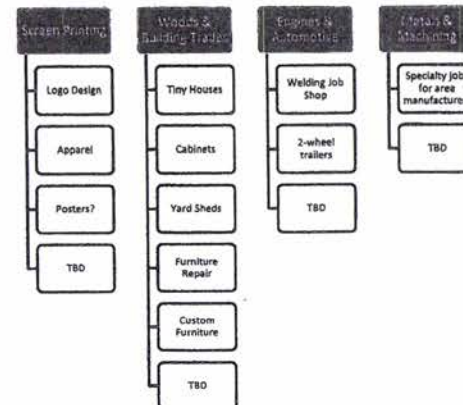 Screen Printing
Logo Design
Apparel
Posters?
TBD
Woods &
Building Trades
Tiny Houses
Cabinets
Yard Sheds
Furniture
Repair
Custom
Furniture
TBD
Engines &
Automotive
Welding Job
Shop
2-wheel
trailers
TBD
Metals &
Machining
Specialty job
for area
manufacture
TBD